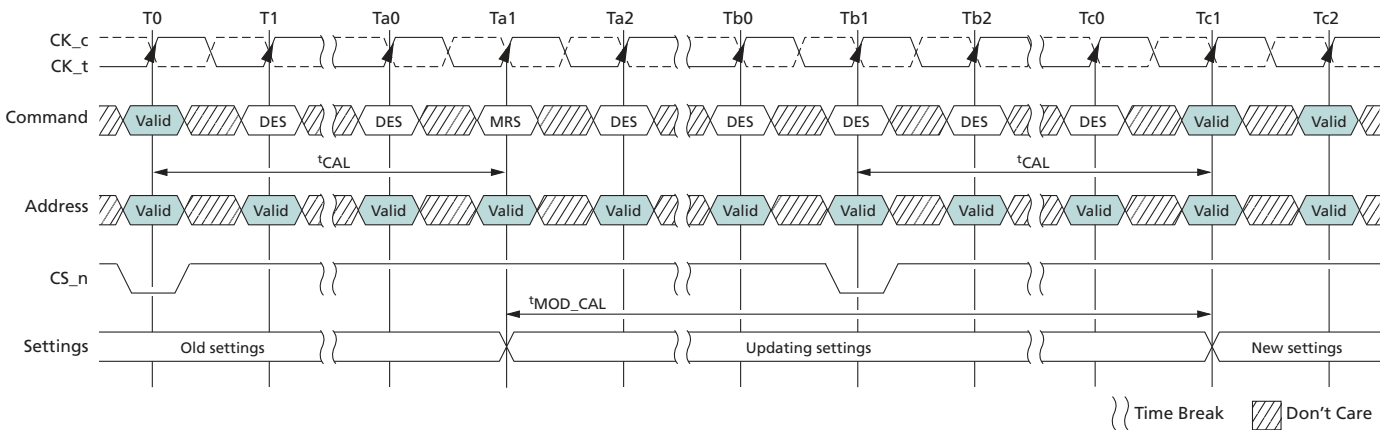 T0 T1 Ta0 Ta1 Ta2 Tb0 Tb1 Tb2 Tc0 Tc1 Tc2
CK_c
CK_t
Command Valid DES DES MRS DES DES DES DES DES Valid Valid
tCAL tCAL
Address Valid Valid Valid Valid Valid Valid Valid Valid Valid Valid Valid
CS_n
tMOD_CAL
Settings Old settings Updating settings New settings
Time Break Don't Care